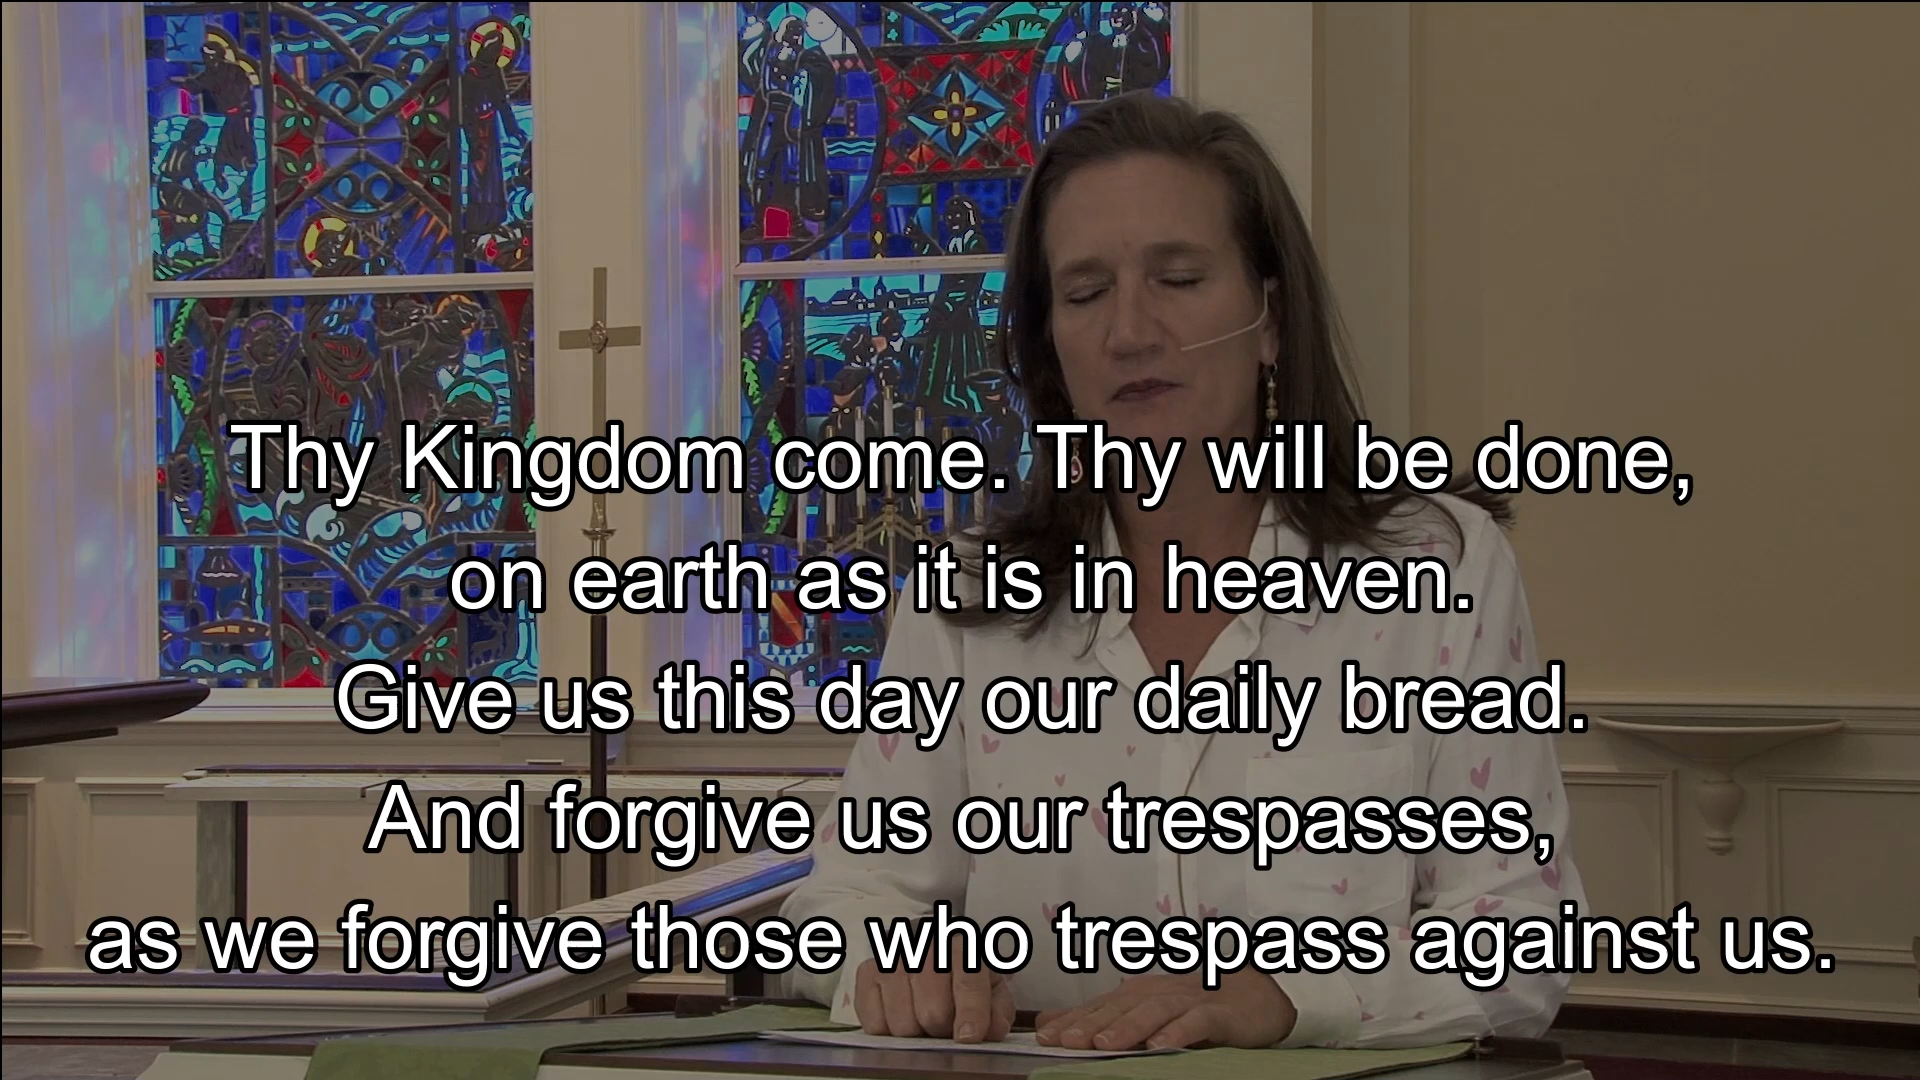 Thy Kingdom come. Thy will be done,
on earth as it is in heaven.
Give us this day our daily bread.
And forgive us our trespasses,
as we forgive those who trespass against us.